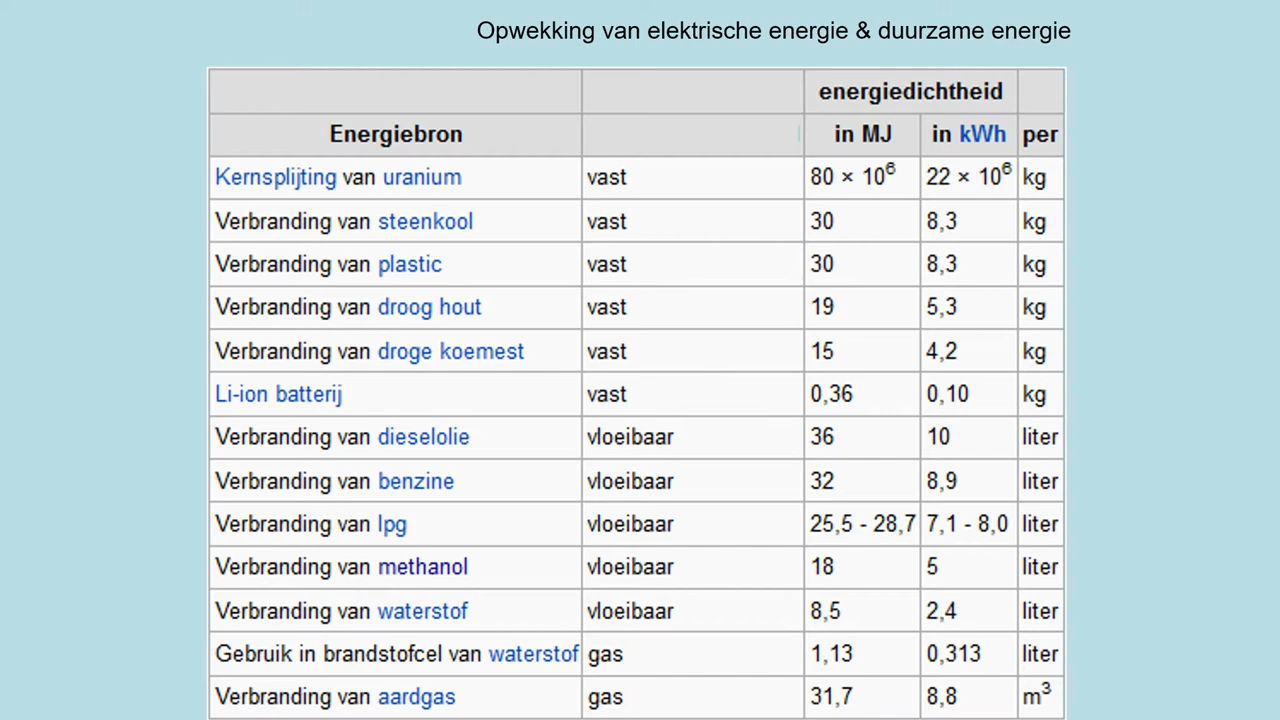 Opwekking van elektrische energie & duurzame energie
energiedichtheid
Energiebron in MJ in kWh per
Kernsplijting van uranium vast 80 × 10⁶ 22 × 10⁶ kg
Verbranding van steenkool vast 30 8,3 kg
Verbranding van plastic vast 30 8,3 kg
Verbranding van droog hout vast 19 5,3 kg
Verbranding van droge koemest vast 15 4,2 kg
Li-ion batterij vast 0,36 0,10 kg
Verbranding van dieselolie vloeibaar 36 10 liter
Verbranding van benzine vloeibaar 32 8,9 liter
Verbranding van lpg vloeibaar 25,5 - 28,7 7,1 - 8,0 liter
Verbranding van methanol vloeibaar 18 5 liter
Verbranding van waterstof vloeibaar 8,5 2,4 liter
Gebruik in brandstofcel van waterstof gas 1,13 0,313 liter
Verbranding van aardgas gas 31,7 8,8 m³